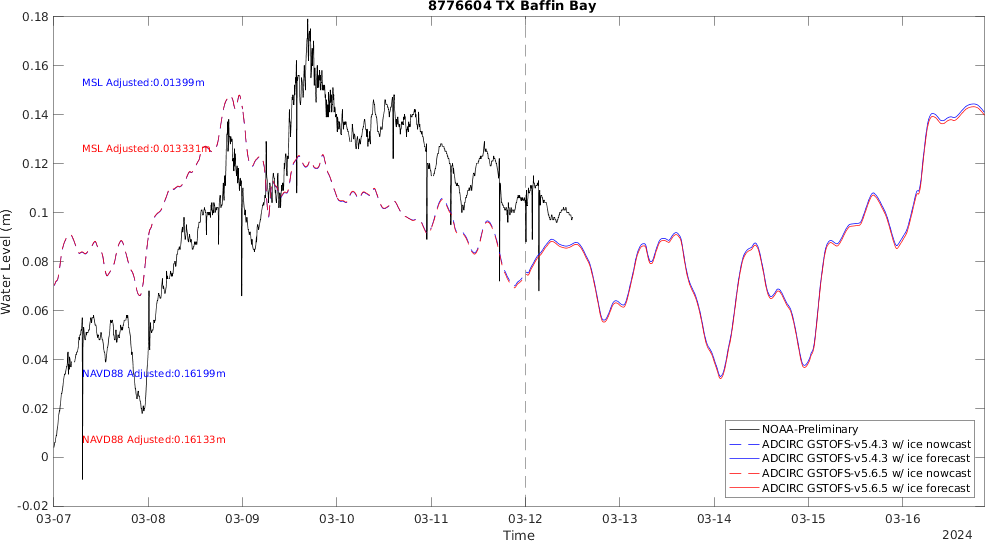 8776604 TX Baffin Bay
0.18
0.16
0.14
0.12
0.1
0.08
0.06
0.04
0.02
0
-0.02
Water Level (m)
MSL Adjusted:0.01399m
MSL Adjusted:0.013331m
NAVD88 Adjusted:0.16199m
NAVD88 Adjusted:0.16133m
NOAA-Preliminary
ADCIRC GSTOFS-v5.4.3 w/ ice nowcast
ADCIRC GSTOFS-v5.4.3 w/ ice forecast
ADCIRC GSTOFS-v5.6.5 w/ ice nowcast
ADCIRC GSTOFS-v5.6.5 w/ ice forecast
03-07 03-08 03-09 03-10 03-11 03-12 03-13 03-14 03-15 03-16
Time
2024